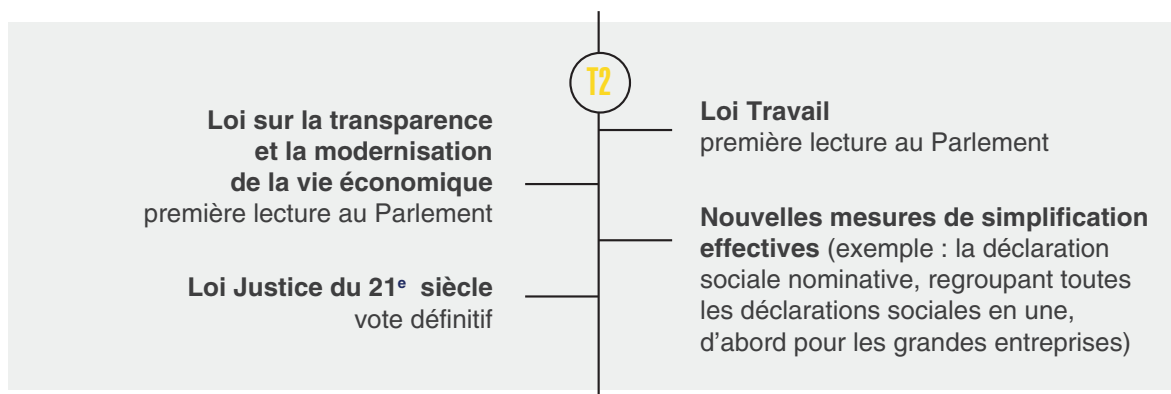 T2
Loi sur la transparence
et la modernisation
de la vie économique
première lecture au Parlement
Loi Justice du 21e siècle
vote définitif
Loi Travail
première lecture au Parlement
Nouvelles mesures de simplification
effectives (exemple : la déclaration
sociale nominative, regroupant toutes
les déclarations sociales en une,
d’abord pour les grandes entreprises)